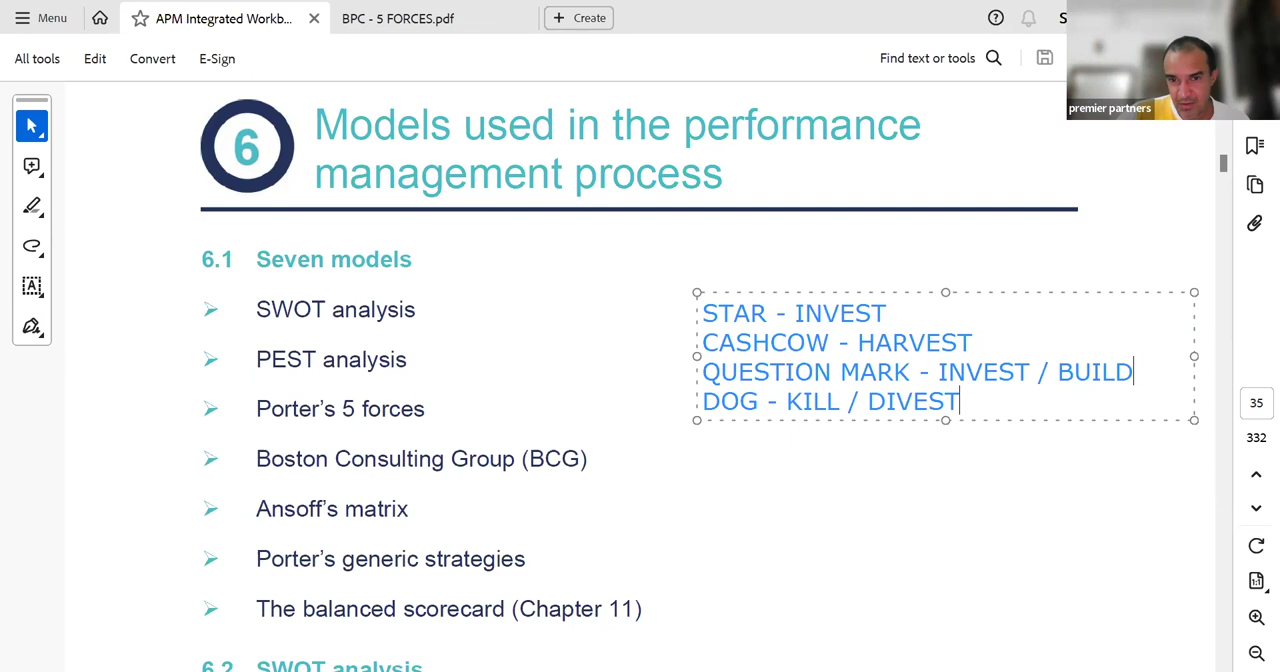 Menu
APM Integrated Workb...
BPC - 5 FORCES.pdf
Create
S
All tools
Edit
Convert
E-Sign
Find text or tools
premier partners
6
Models used in the performance
management process
6.1 Seven models
SWOT analysis
PEST analysis
Porter's 5 forces
Boston Consulting Group (BCG)
Ansoff's matrix
Porter's generic strategies
The balanced scorecard (Chapter 11)
6.2 SWOT analysis
STAR - INVEST
CASHCOW - HARVEST
QUESTION MARK - INVEST / BUILD
DOG - KILL / DIVEST
35
332
1:1